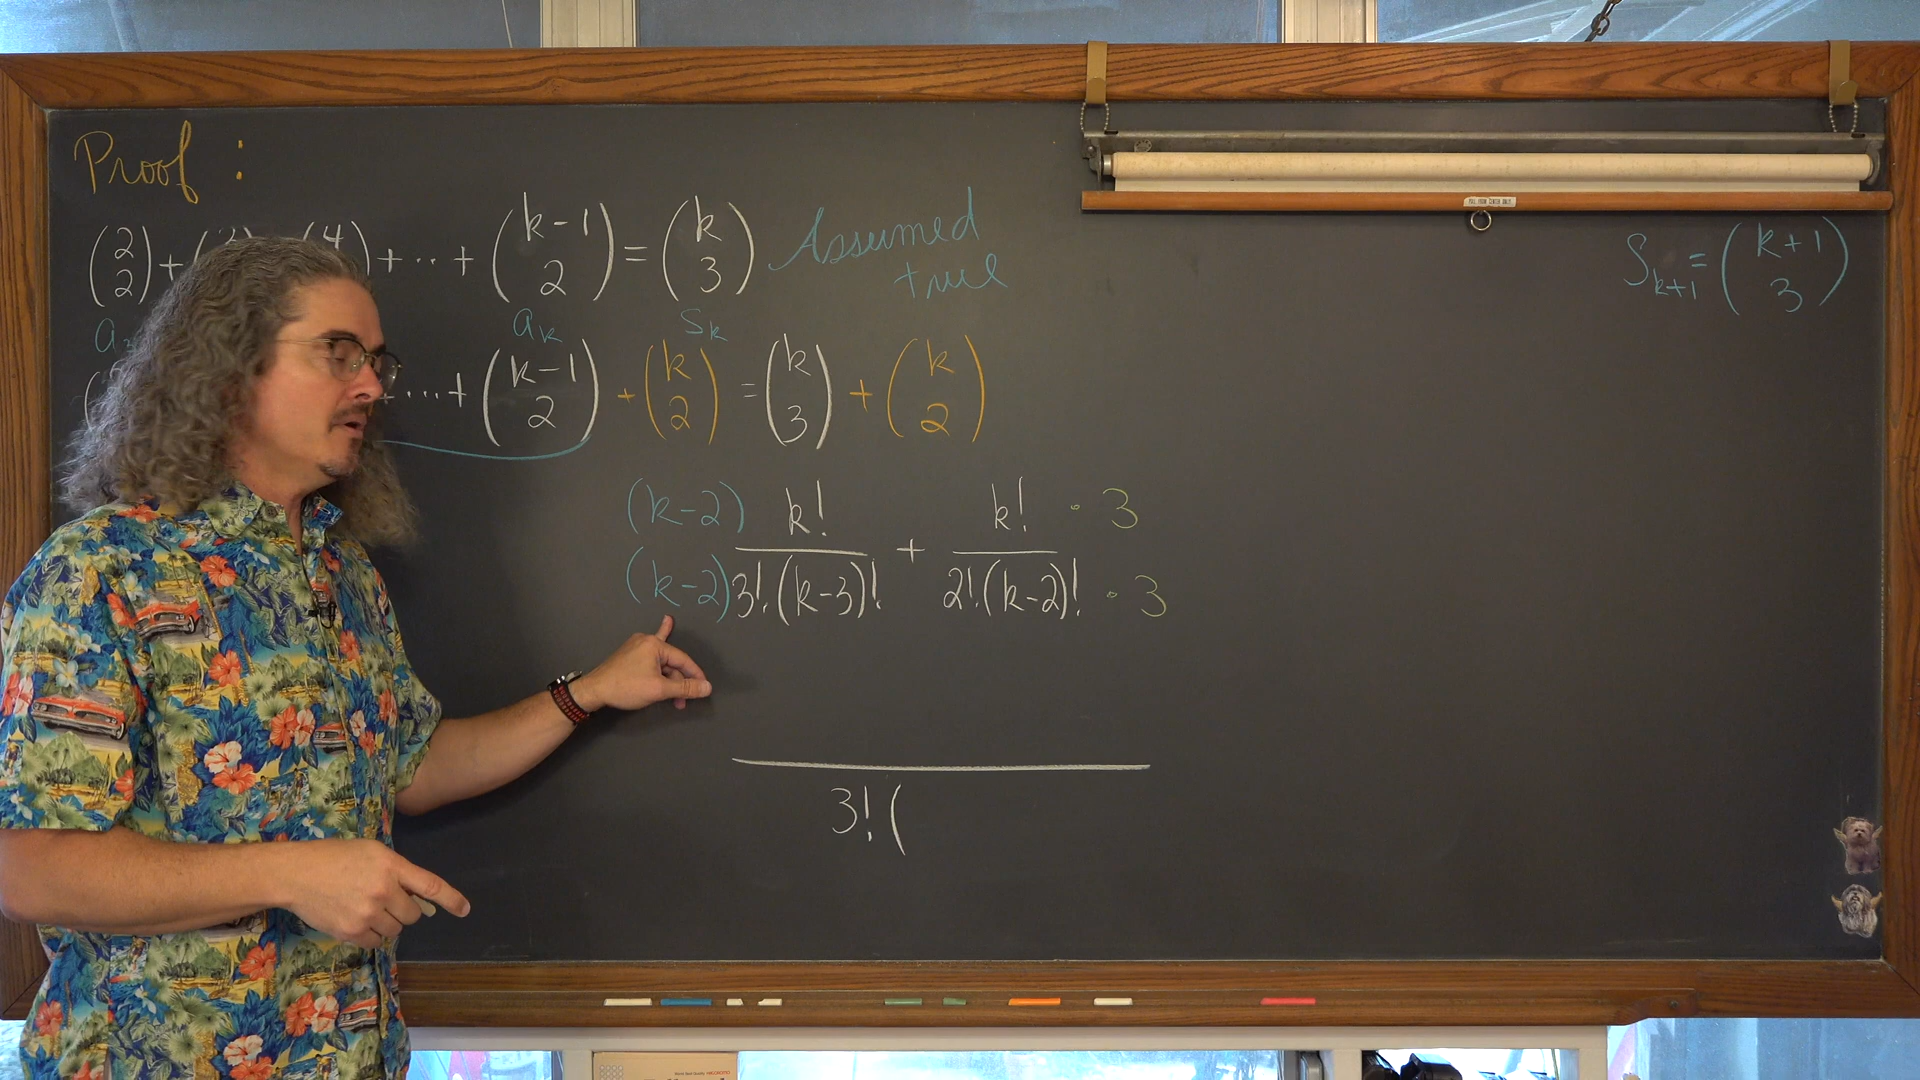 Proof :
(2 2) + ( ) (4 ) + ·· + (k-1 2) = (k 3) Assumed true
S_{k+1} = (k+1 3)
a_k S_k
+ ··· + (k-1 2) + (k 2) = (k 3) + (k 2)
(k-2) k! + k! · 3
(k-2) 3!·(k-3)! 2!·(k-2)! · 3
3! (